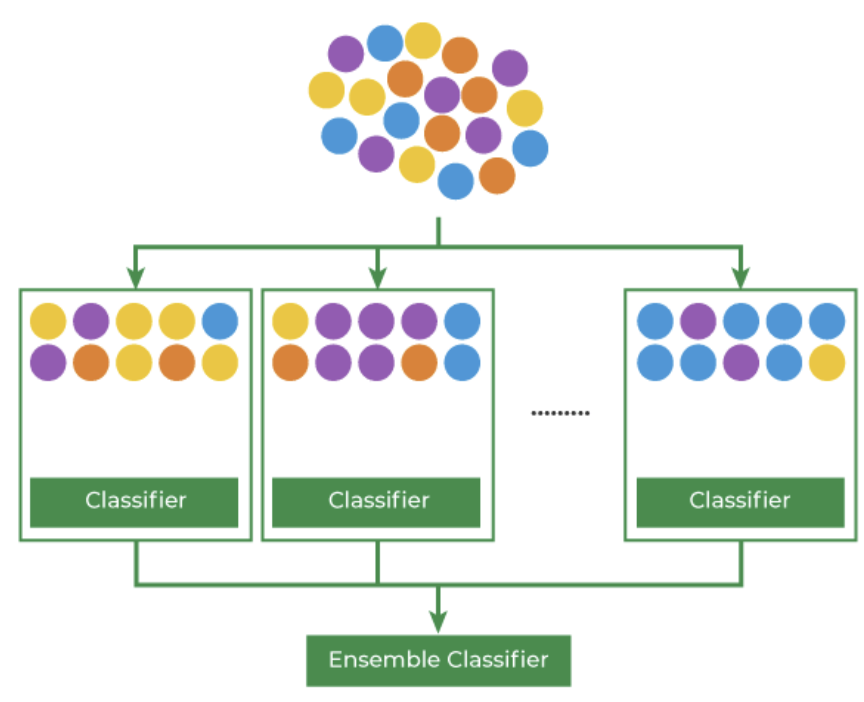 Classifier
Classifier
.........
Classifier
Ensemble Classifier